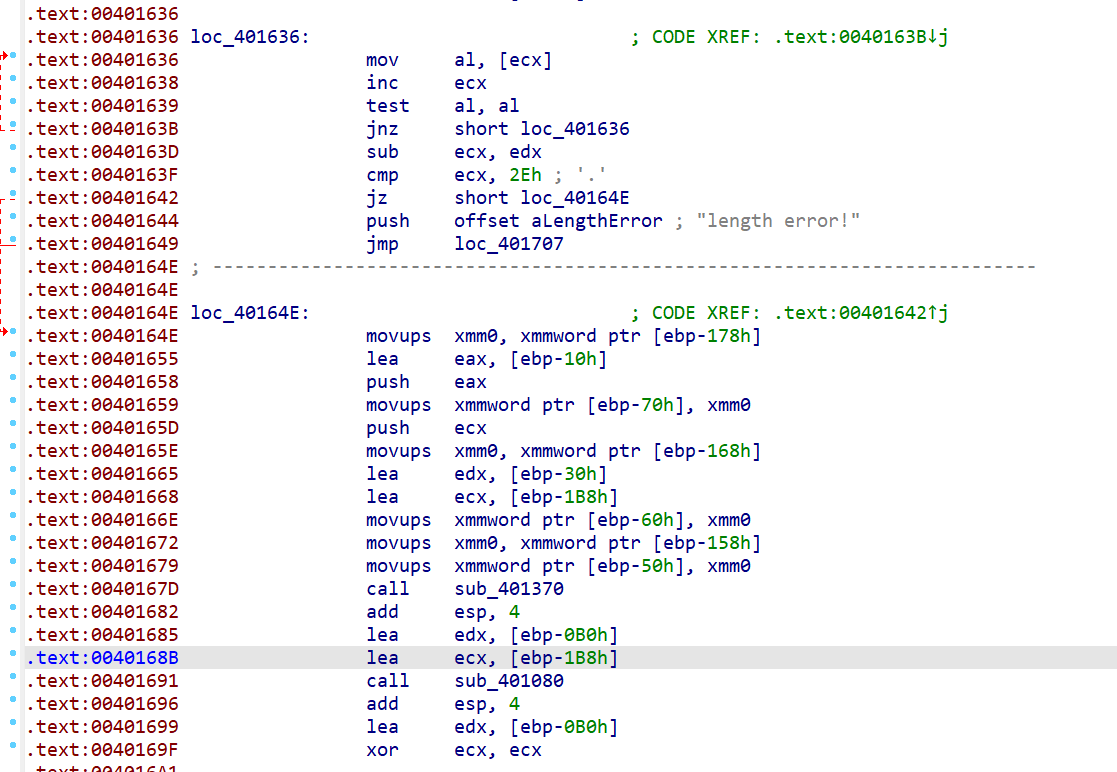 .text:00401636
.text:00401636 loc_401636: ; CODE XREF: .text:0040163B↓j
.text:00401636 mov al, [ecx]
.text:00401638 inc ecx
.text:00401639 test al, al
.text:0040163B jnz short loc_401636
.text:0040163D sub ecx, edx
.text:0040163F cmp ecx, 2Eh ; '.'
.text:00401642 jz short loc_40164E
.text:00401644 push offset aLengthError ; "length error!"
.text:00401649 jmp loc_401707
.text:0040164E ; ---------------------------------------------------------------------------
.text:0040164E
.text:0040164E loc_40164E: ; CODE XREF: .text:00401642↑j
.text:0040164E movups xmm0, xmmword ptr [ebp-178h]
.text:00401655 lea eax, [ebp-10h]
.text:00401658 push eax
.text:00401659 movups xmmword ptr [ebp-70h], xmm0
.text:0040165D push ecx
.text:0040165E movups xmm0, xmmword ptr [ebp-168h]
.text:00401665 lea edx, [ebp-30h]
.text:00401668 lea ecx, [ebp-1B8h]
.text:0040166E movups xmmword ptr [ebp-60h], xmm0
.text:00401672 movups xmm0, xmmword ptr [ebp-158h]
.text:00401679 movups xmmword ptr [ebp-50h], xmm0
.text:0040167D call sub_401370
.text:00401682 add esp, 4
.text:00401685 lea edx, [ebp-0B0h]
.text:0040168B lea ecx, [ebp-1B8h]
.text:00401691 call sub_401080
.text:00401696 add esp, 4
.text:00401699 lea edx, [ebp-0B0h]
.text:0040169F xor ecx, ecx
.text:004016A1